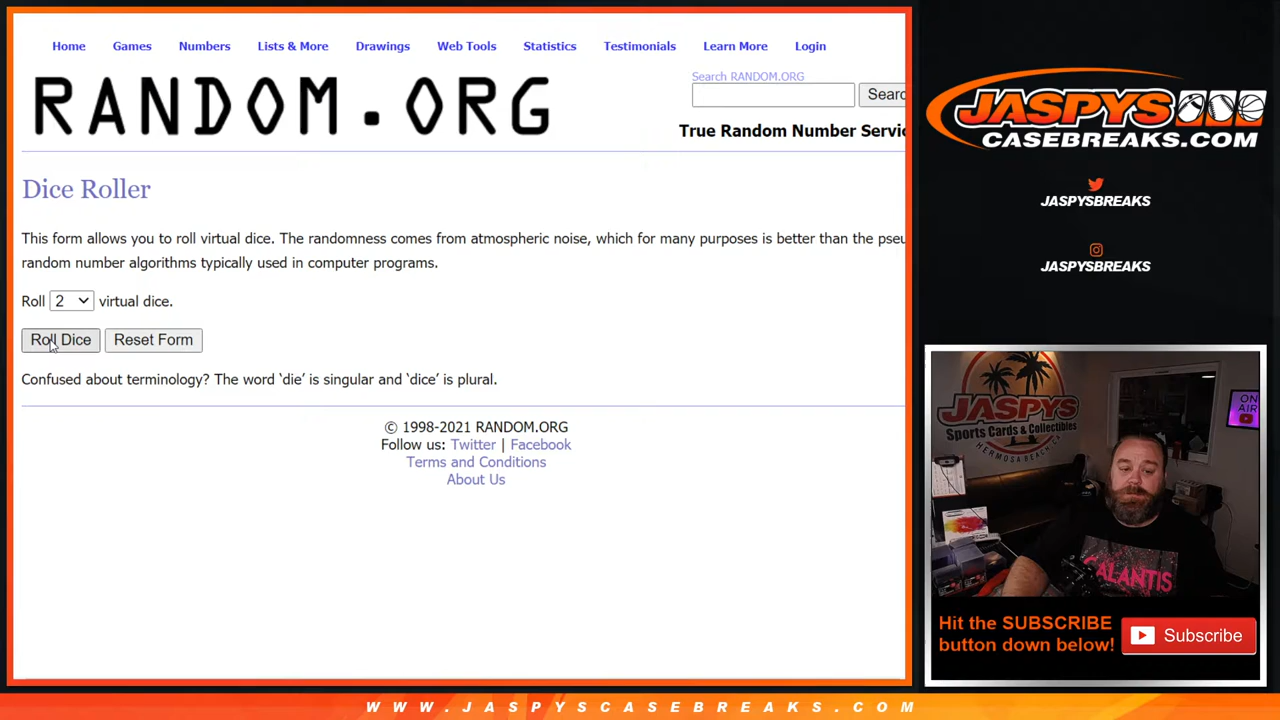 Home Games Numbers Lists & More Drawings Web Tools Statistics Testimonials Learn More Login
RANDOM.ORG
Search RANDOM.ORG
Searc
True Random Number Servic
Dice Roller
This form allows you to roll virtual dice. The randomness comes from atmospheric noise, which for many purposes is better than the pseu
random number algorithms typically used in computer programs.
Roll 2 virtual dice.
Roll Dice Reset Form
Confused about terminology? The word ‘die’ is singular and ‘dice’ is plural.
© 1998-2021 RANDOM.ORG
Follow us: Twitter | Facebook
Terms and Conditions
About Us
JASPYS
CASEBREAKS.COM
JASPYSBREAKS
JASPYSBREAKS
JASPYS
Sports Cards & Collectibles
HERMOSA BEACH, CA
ON
AIR
GALANTIS
Hit the SUBSCRIBE
button down below!
Subscribe
WWW.JASPYSCASEBREAKS.COM